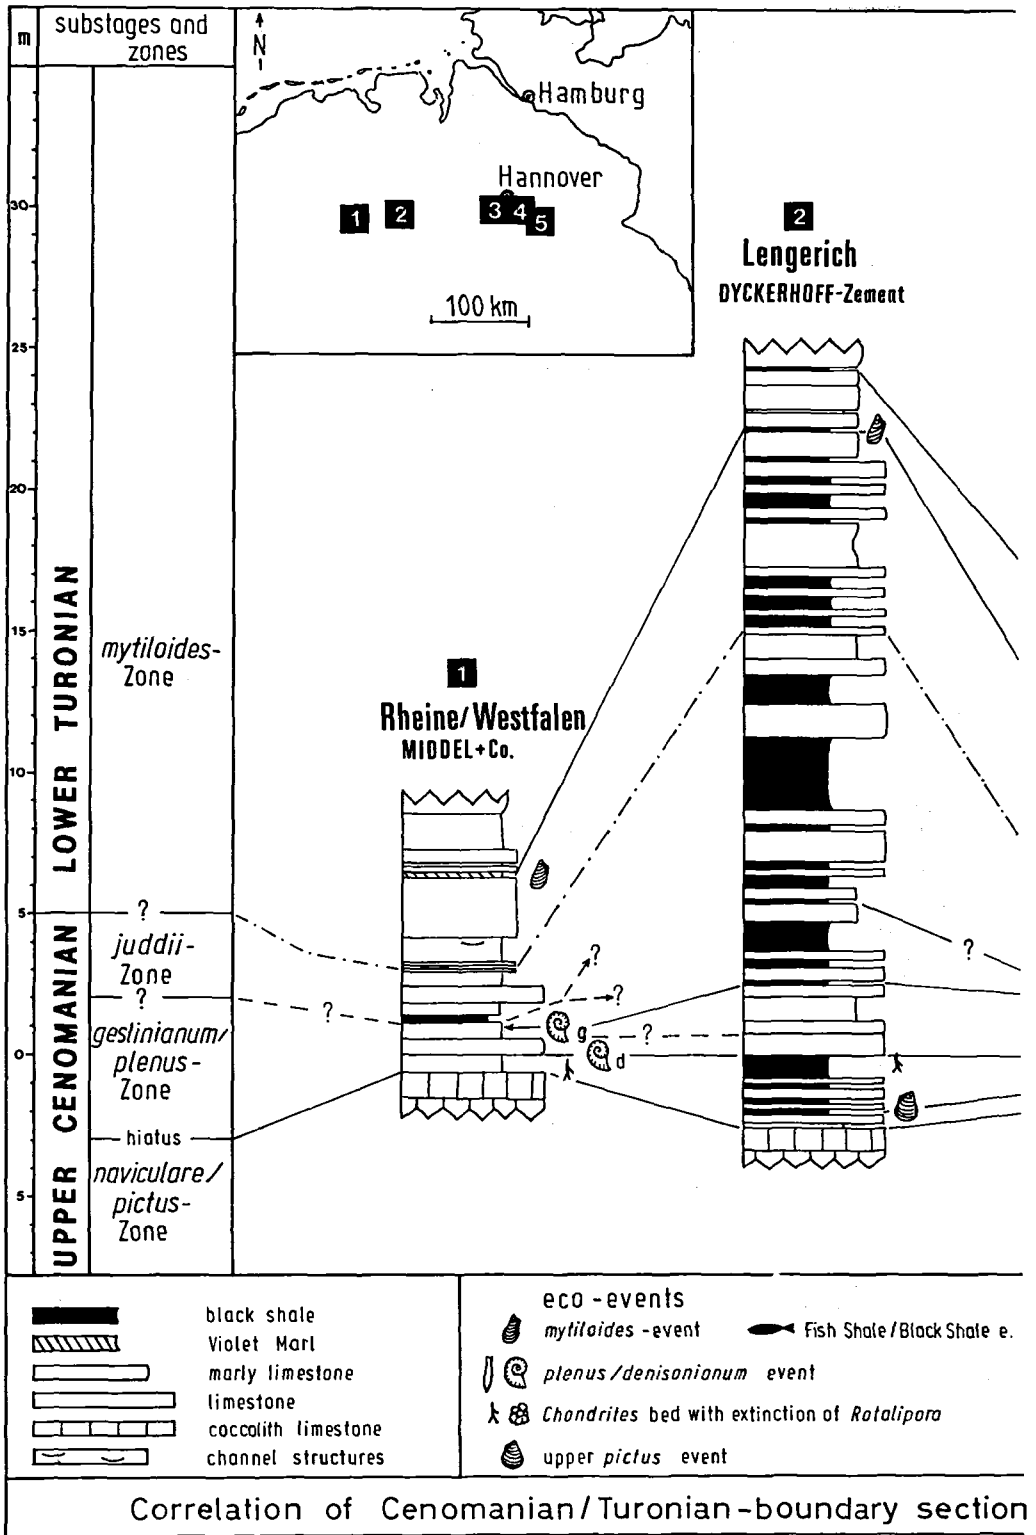 m
substages and
zones
N
Hamburg
Hannover
1
2
3
4
5
100 km
30
25
20
15
10
5
0
5
LOWER TURONIAN
UPPER CENOMANIAN
mytiloides-
Zone
?
juddii-
Zone
?
geslinianum/
plenus-
Zone
hiatus
naviculare/
pictus-
Zone
1
Rheine/Westfalen
MIDDEL+Co.
2
Lengerich
DYCKERHOFF-Zement
?
?
?
g
?
d
?
black shale
Violet Marl
marly limestone
limestone
coccolith limestone
channel structures
eco-events
mytiloides-event
Fish Shale/Black Shale e.
plenus/denisonianum event
Chondrites bed with extinction of Rotalipora
upper pictus event
Correlation of Cenomanian/Turonian-boundary section